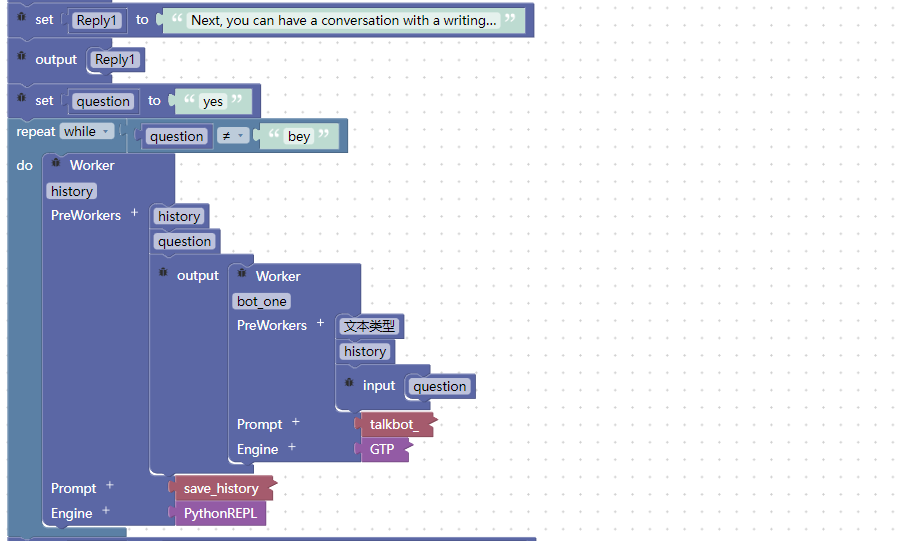 set Reply1 to “ Next, you can have a conversation with a writing... ”
output Reply1
set question to “ yes ”
repeat while question ≠ “ bey ”
do Worker
history
PreWorkers + history
question
output Worker
bot_one
PreWorkers + 文本类型
history
input question
Prompt + talkbot_
Engine + GTP
Prompt + save_history
Engine + PythonREPL